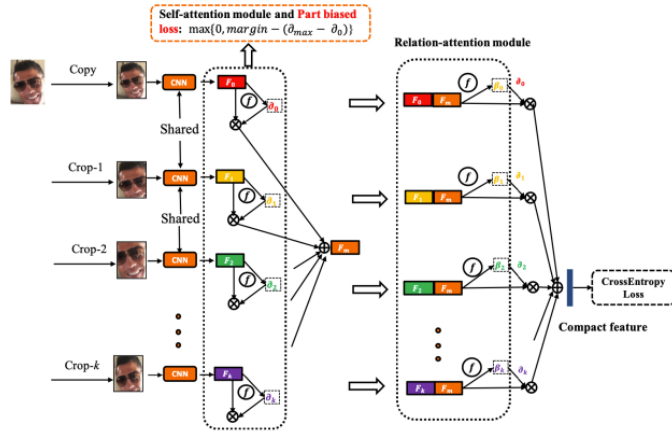 Self-attention module and Part biased
loss: max{0, margin − (∂max − ∂0)}
Relation-attention module
Copy
CNN
F0
f
∂0
F0 Fm
f
β0
∂0
Shared
Crop-1
CNN
F1
f
∂1
F1 Fm
f
β1
∂1
Shared
Fm
Crop-2
CNN
F2
f
∂2
F2 Fm
f
β2
∂2
CrossEntropy
Loss
Compact feature
Crop-k
CNN
Fk
f
∂k
Fk Fm
f
βk
∂k